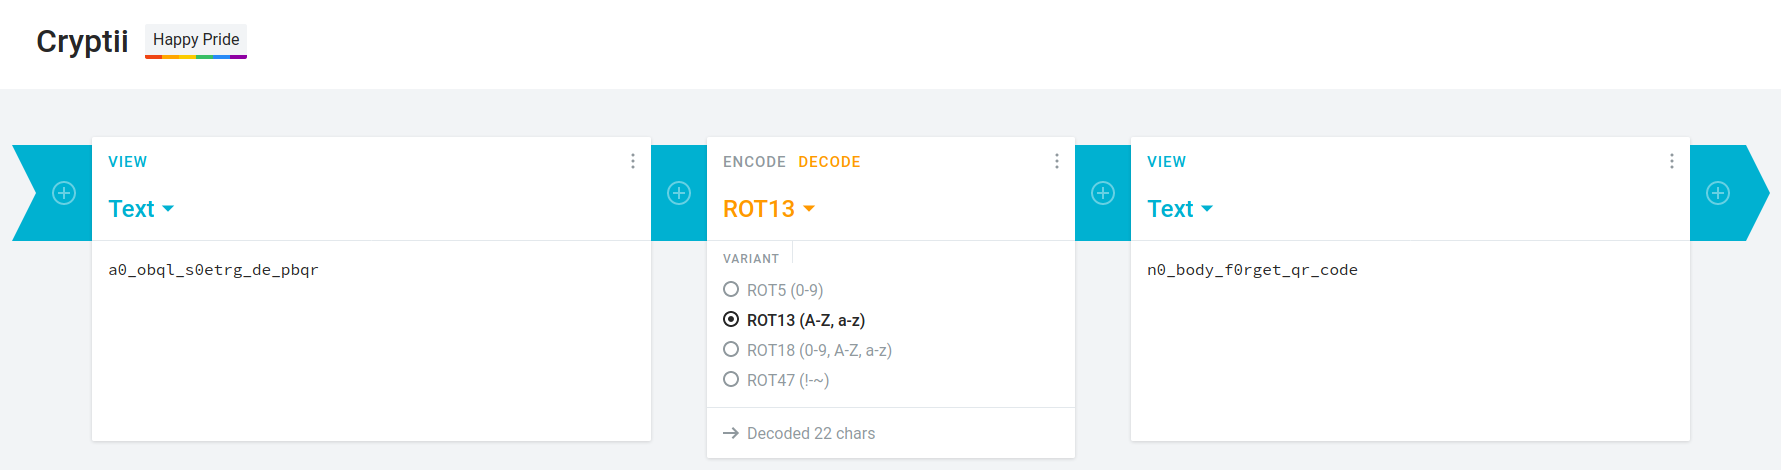 Cryptii
Happy Pride
VIEW
Text
a0_obql_s0etrg_de_pbqr
ENCODE DECODE
ROT13
VARIANT
ROT5 (0-9)
ROT13 (A-Z, a-z)
ROT18 (0-9, A-Z, a-z)
ROT47 (!-~)
→ Decoded 22 chars
VIEW
Text
n0_body_f0rget_qr_code